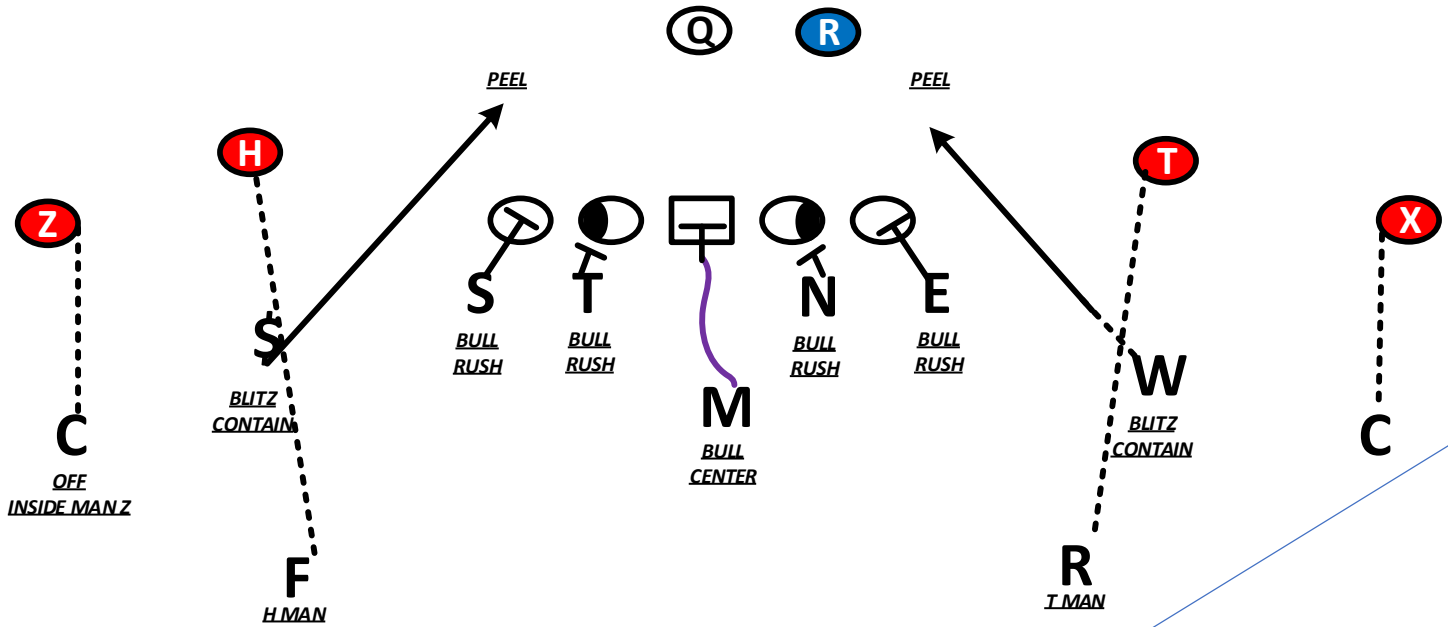 Q R
PEEL PEEL
H T
Z X
S T N E
S
BULL RUSH
BULL RUSH
BULL RUSH
BULL RUSH
W
M
BLITZ CONTAIN
BLITZ CONTAIN
C C
BULL CENTER
OFF
INSIDE MAN Z
F R
H MAN T MAN